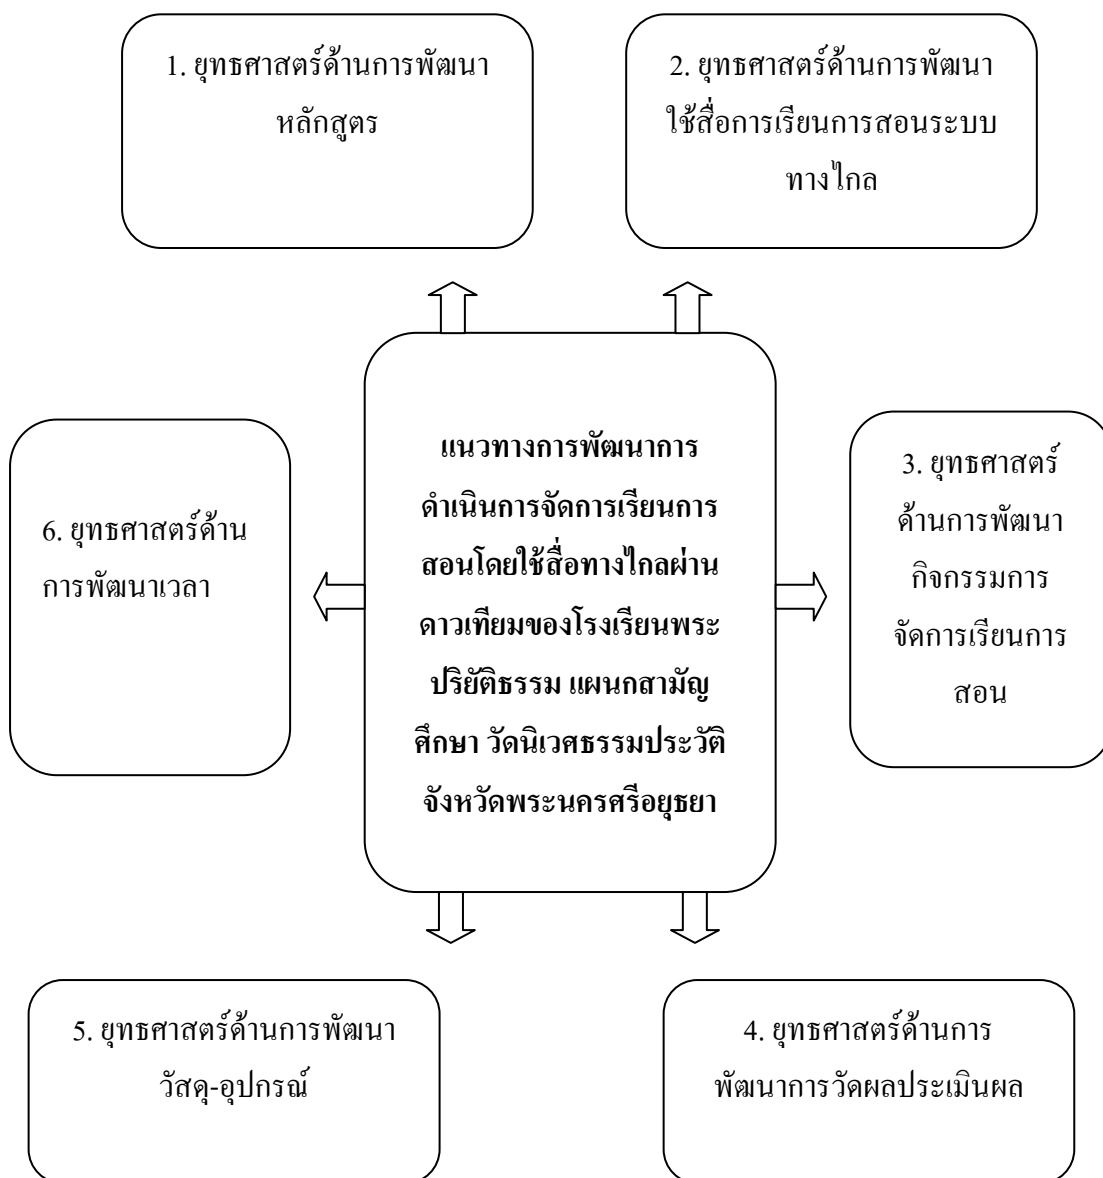 1. ยุทธศาสตร์ด้านการพัฒนา
หลักสูตร
2. ยุทธศาสตร์ด้านการพัฒนา
ใช้สื่อการเรียนการสอนระบบ
ทางไกล
แนวทางการพัฒนาการ
ดำเนินการจัดการเรียนการ
สอนโดยใช้สื่อทางไกลผ่าน
ดาวเทียมของโรงเรียนพระ
ปริยัติธรรม แผนกสามัญ
ศึกษา วัดนิเวศธรรมประวัติ
จังหวัดพระนครศรีอยุธยา
3. ยุทธศาสตร์
ด้านการพัฒนา
กิจกรรมการ
จัดการเรียนการ
สอน
4. ยุทธศาสตร์ด้านการ
พัฒนาการวัดผลประเมินผล
5. ยุทธศาสตร์ด้านการพัฒนา
วัสดุ-อุปกรณ์
6. ยุทธศาสตร์ด้าน
การพัฒนาเวลา